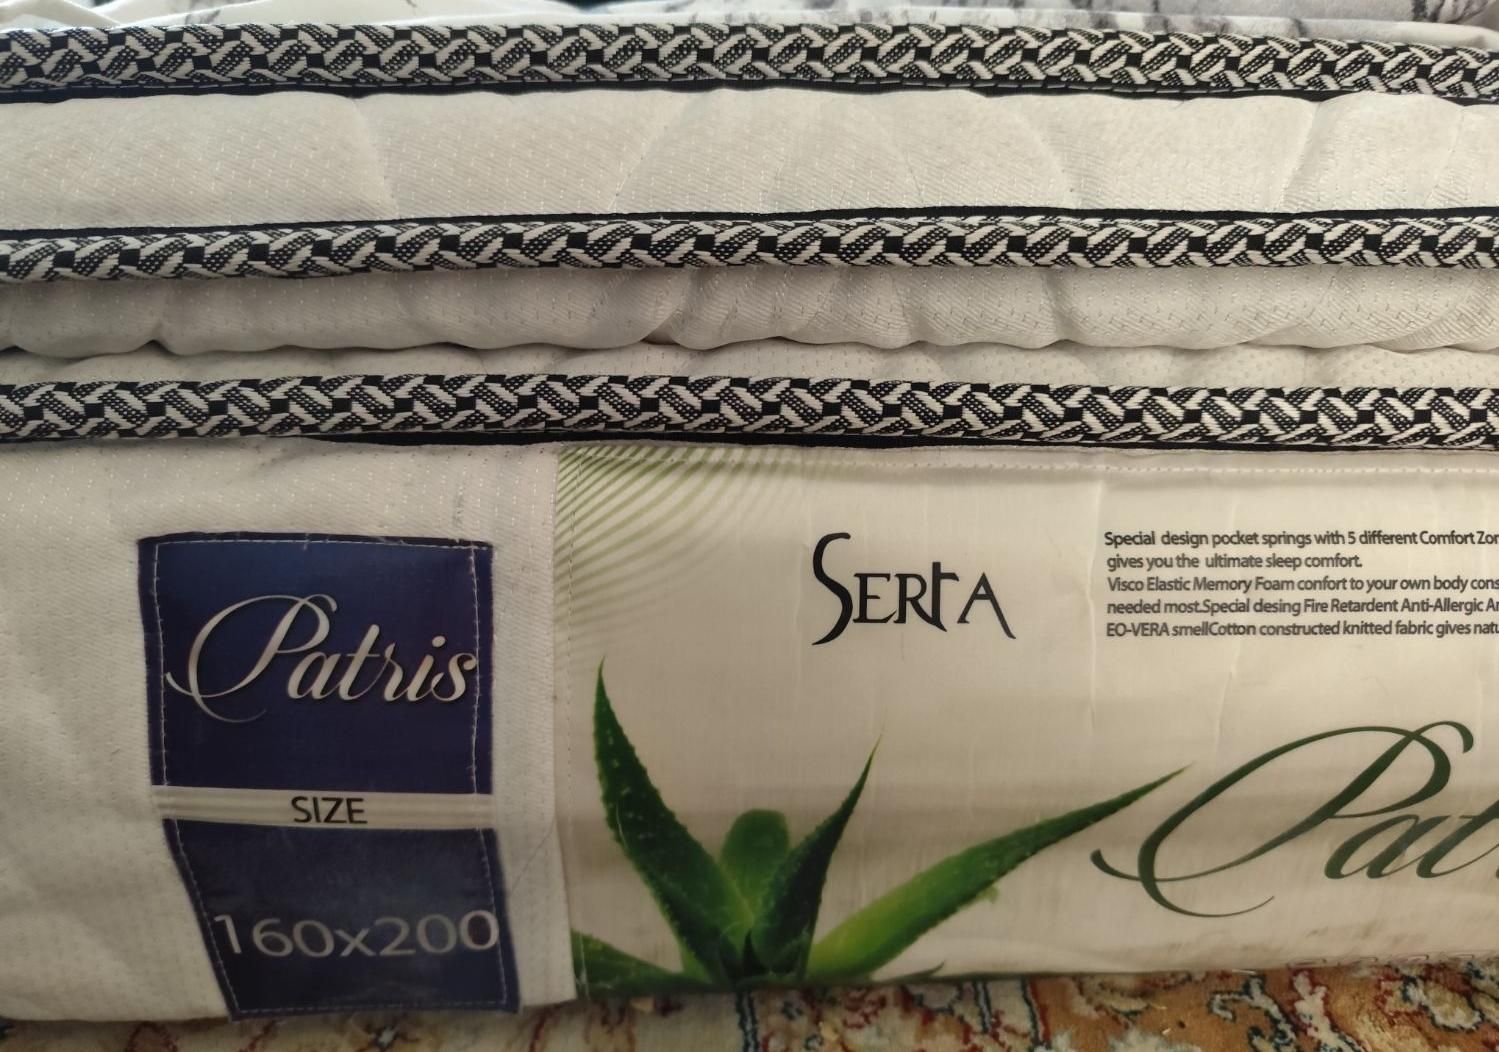 Patris
SIZE
160x200
SERTA
Special design pocket springs with 5 different Comfort
gives you the ultimate sleep comfort.
Visco Elastic Memory Foam confort to your own body
needed most.Special desing Fire Retardent Anti-Allergic
EO-VERA smellCotton constructed knitted fabric gives